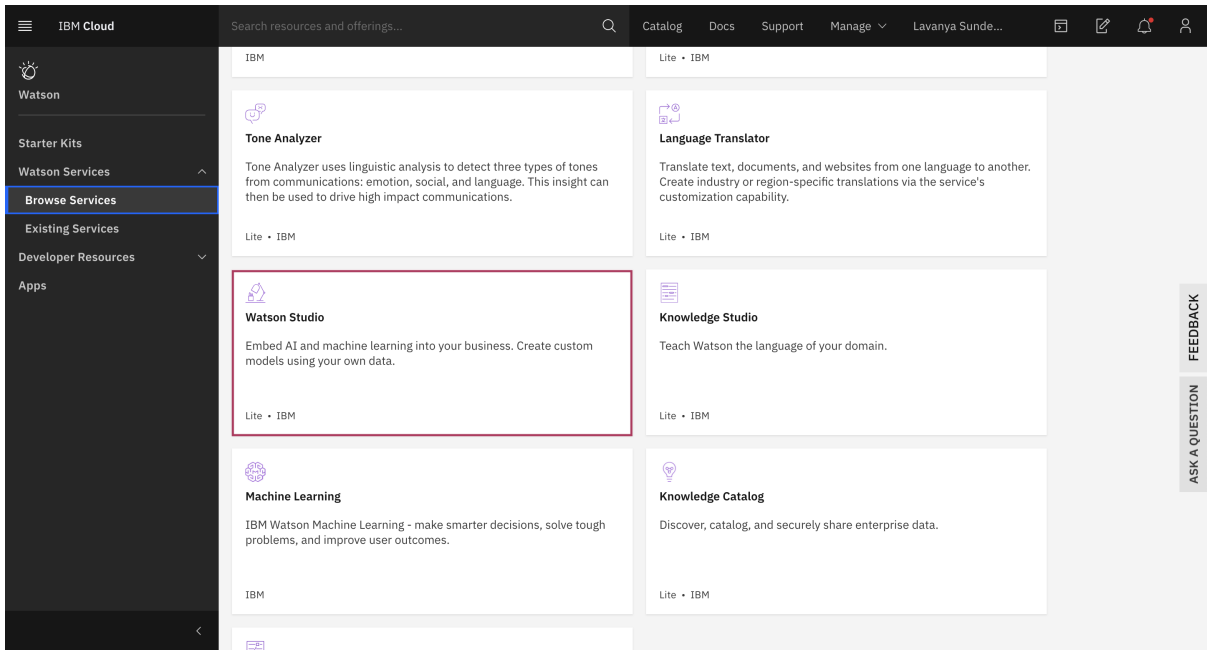 IBM Cloud
Search resources and offerings...
Catalog
Docs
Support
Manage
Lavanya Sunde...
Watson
Starter Kits
Watson Services
Browse Services
Existing Services
Developer Resources
Apps
IBM
Lite • IBM
Tone Analyzer
Tone Analyzer uses linguistic analysis to detect three types of tones
from communications: emotion, social, and language. This insight can
then be used to drive high impact communications.
Lite • IBM
Language Translator
Translate text, documents, and websites from one language to another.
Create industry or region-specific translations via the service's
customization capability.
Lite • IBM
Watson Studio
Embed AI and machine learning into your business. Create custom
models using your own data.
Lite • IBM
Knowledge Studio
Teach Watson the language of your domain.
Lite • IBM
Machine Learning
IBM Watson Machine Learning - make smarter decisions, solve tough
problems, and improve user outcomes.
IBM
Knowledge Catalog
Discover, catalog, and securely share enterprise data.
Lite • IBM
FEEDBACK
ASK A QUESTION